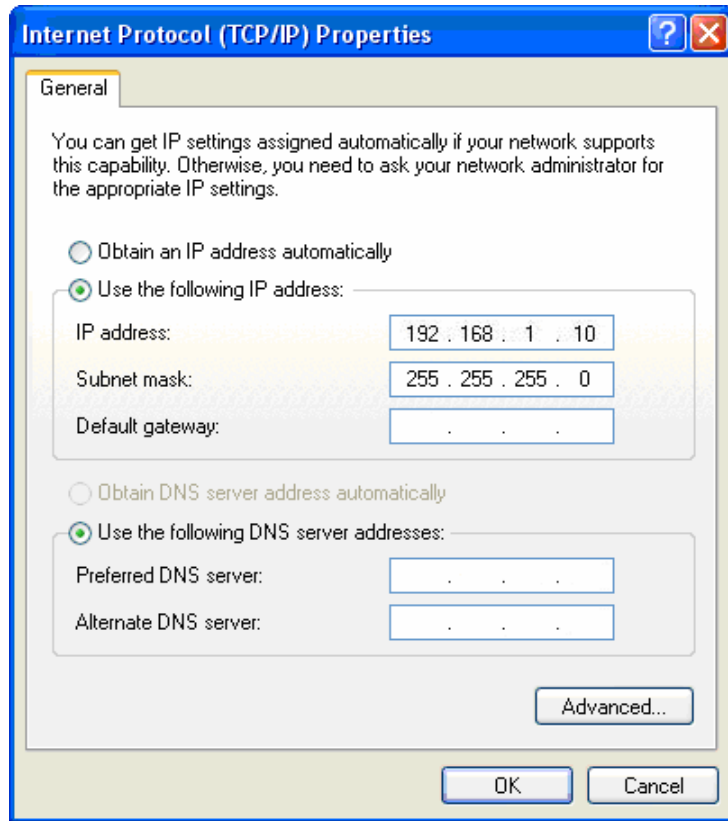 Internet Protocol (TCP/IP) Properties
?
General
You can get IP settings assigned automatically if your network supports
this capability. Otherwise, you need to ask your network administrator for
the appropriate IP settings.
Obtain an IP address automatically
Use the following IP address:
IP address: 192 . 168 . 1 . 10
Subnet mask: 255 . 255 . 255 . 0
Default gateway: . . .
Obtain DNS server address automatically
Use the following DNS server addresses:
Preferred DNS server: . . .
Alternate DNS server: . . .
Advanced...
OK Cancel